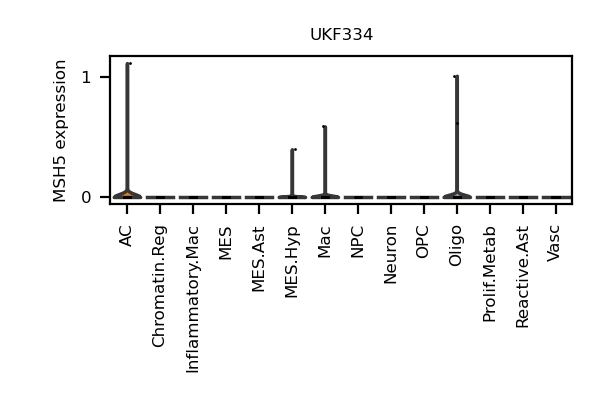 UKF334
MSH5 expression
1
0
AC
Chromatin.Reg
Inflammatory.Mac
MES
MES.Ast
MES.Hyp
Mac
NPC
Neuron
OPC
Oligo
Prolif.Metab
Reactive.Ast
Vasc